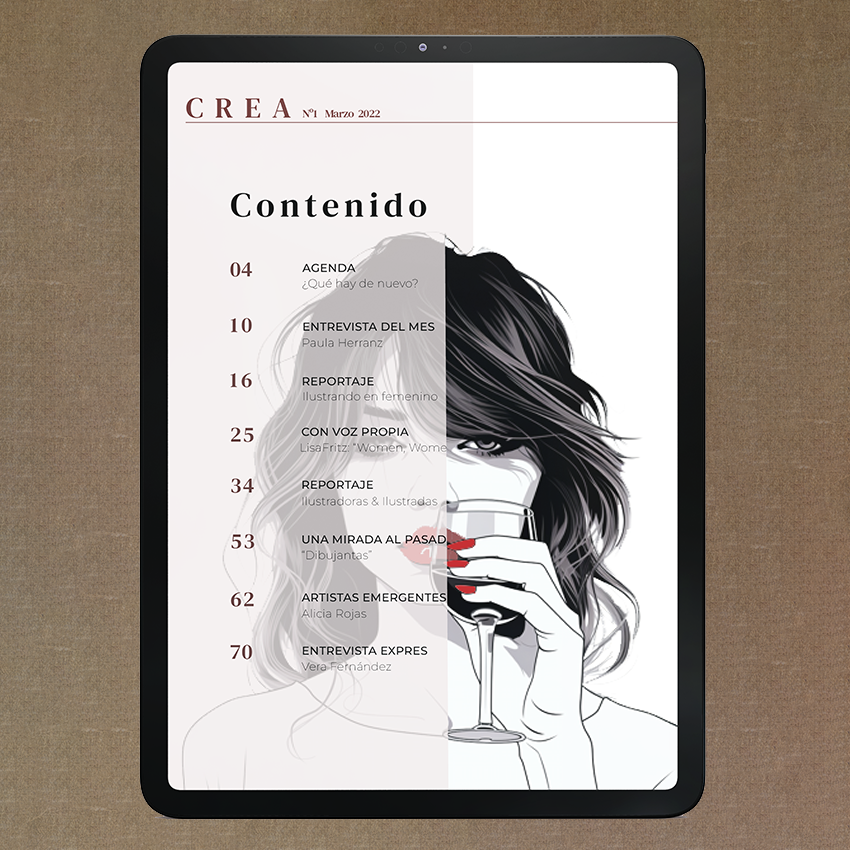 CREA Nº1 Marzo 2022
Contenido
04 AGENDA
¿Qué hay de nuevo?
10 ENTREVISTA DEL MES
Paula Herranz
16 REPORTAJE
Ilustrando en femenino
25 CON VOZ PROPIA
LisaFritz: “Women, Wome
34 REPORTAJE
Ilustradoras & Ilustradas
53 UNA MIRADA AL PASAD
“Dibujantas”
62 ARTISTAS EMERGENTES
Alicia Rojas
70 ENTREVISTA EXPRES
Vera Fernández